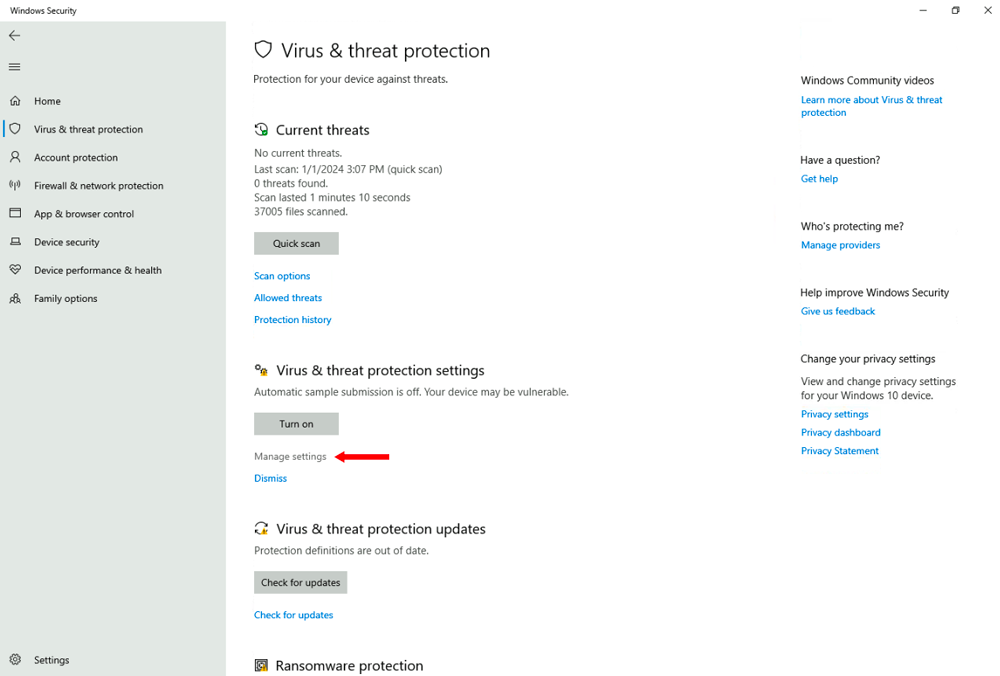 Windows Security
Home
Virus & threat protection
Account protection
Firewall & network protection
App & browser control
Device security
Device performance & health
Family options
Settings
Virus & threat protection
Protection for your device against threats.
Current threats
No current threats.
Last scan: 1/1/2024 3:07 PM (quick scan)
0 threats found.
Scan lasted 1 minutes 10 seconds
37005 files scanned.
Quick scan
Scan options
Allowed threats
Protection history
Virus & threat protection settings
Automatic sample submission is off. Your device may be vulnerable.
Turn on
Manage settings
Dismiss
Virus & threat protection updates
Protection definitions are out of date.
Check for updates
Check for updates
Ransomware protection
Windows Community videos
Learn more about Virus & threat
protection
Have a question?
Get help
Who's protecting me?
Manage providers
Help improve Windows Security
Give us feedback
Change your privacy settings
View and change privacy settings
for your Windows 10 device.
Privacy settings
Privacy dashboard
Privacy Statement